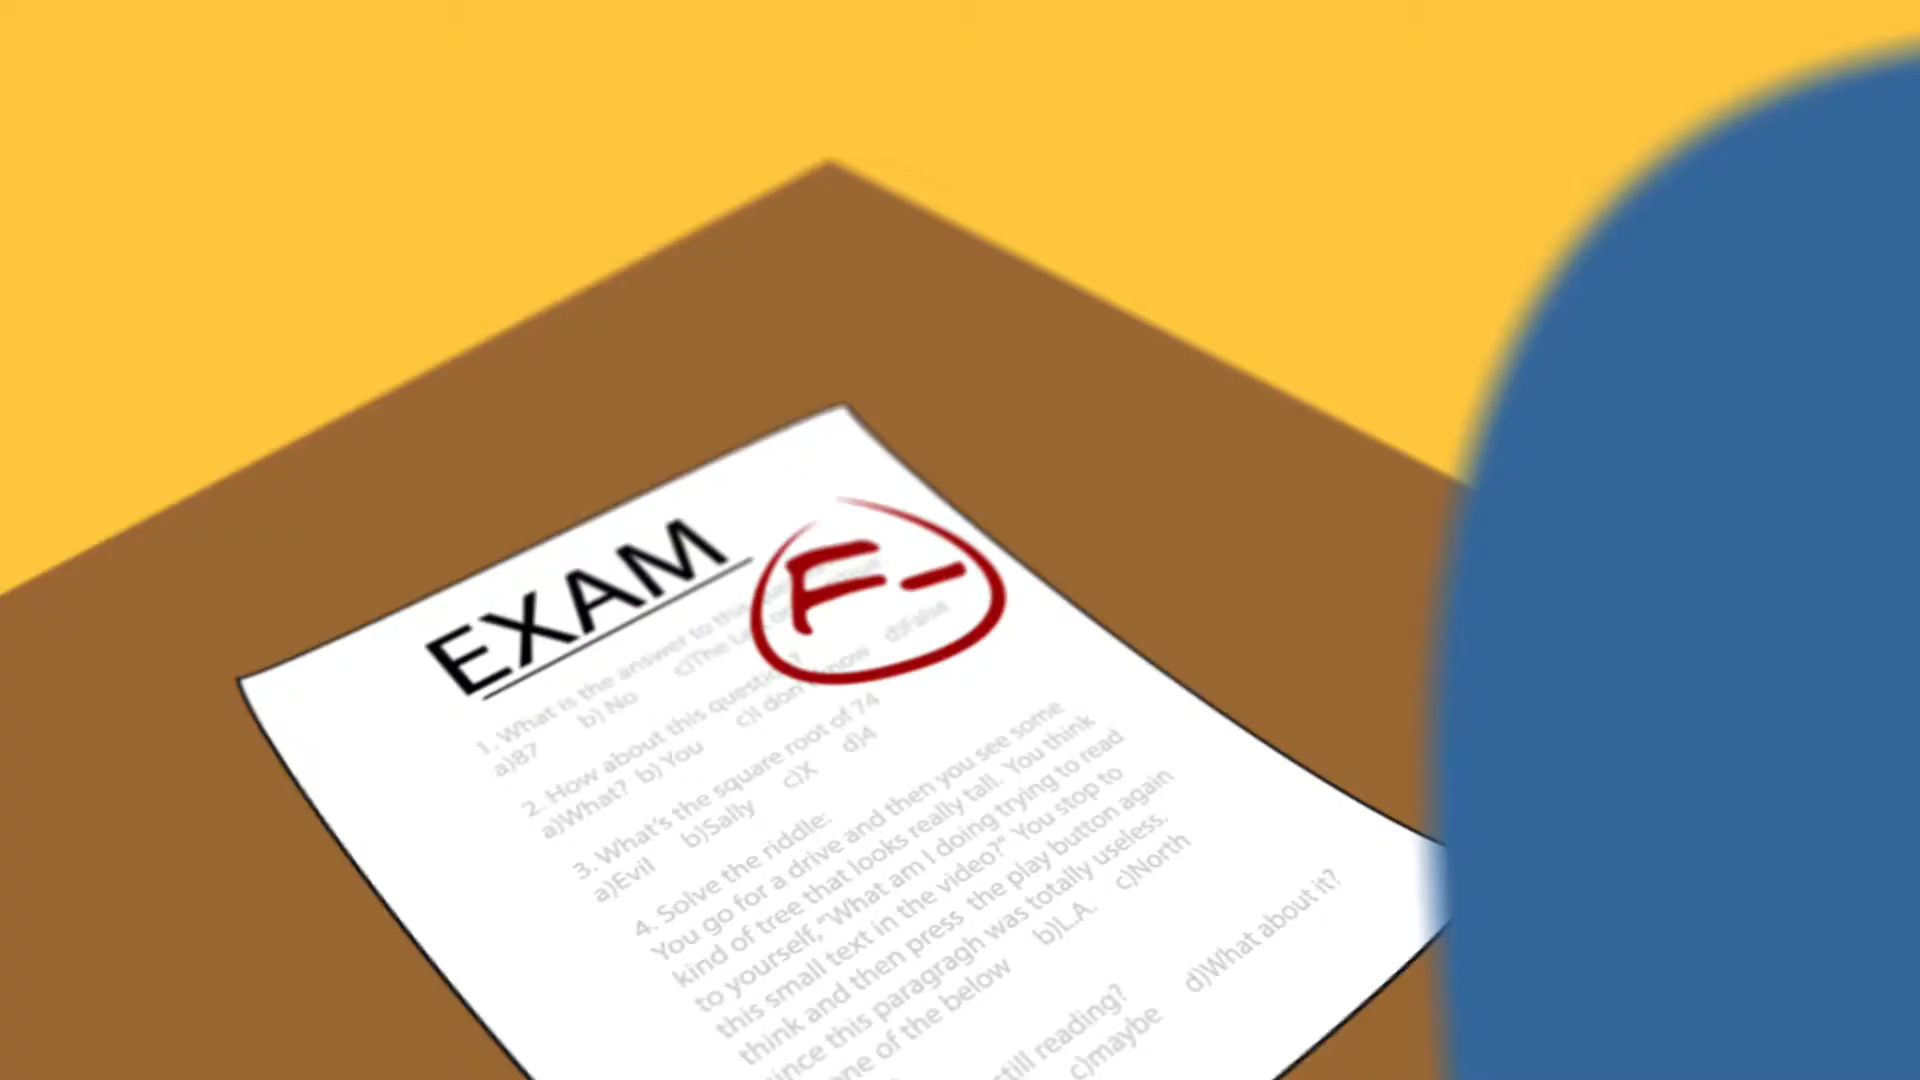 EXAM
F-
1. What is the answer to this
a)87 b) No c)The
2. How about this question?
a)What? b) You c)I don't know d)False
3. What's the square root of 74
a)Evil b)Sally c)X d)4
4. Solve the riddle:
You go for a drive and then you see some
kind of tree that looks really tall. You think
to yourself, "What am I doing trying to read
this small text in the video?" You stop to
think and then press the play button again
since this paragragh was totally useless.
one of the below b)L.A. c)North
still reading?
c)maybe d)What about it?